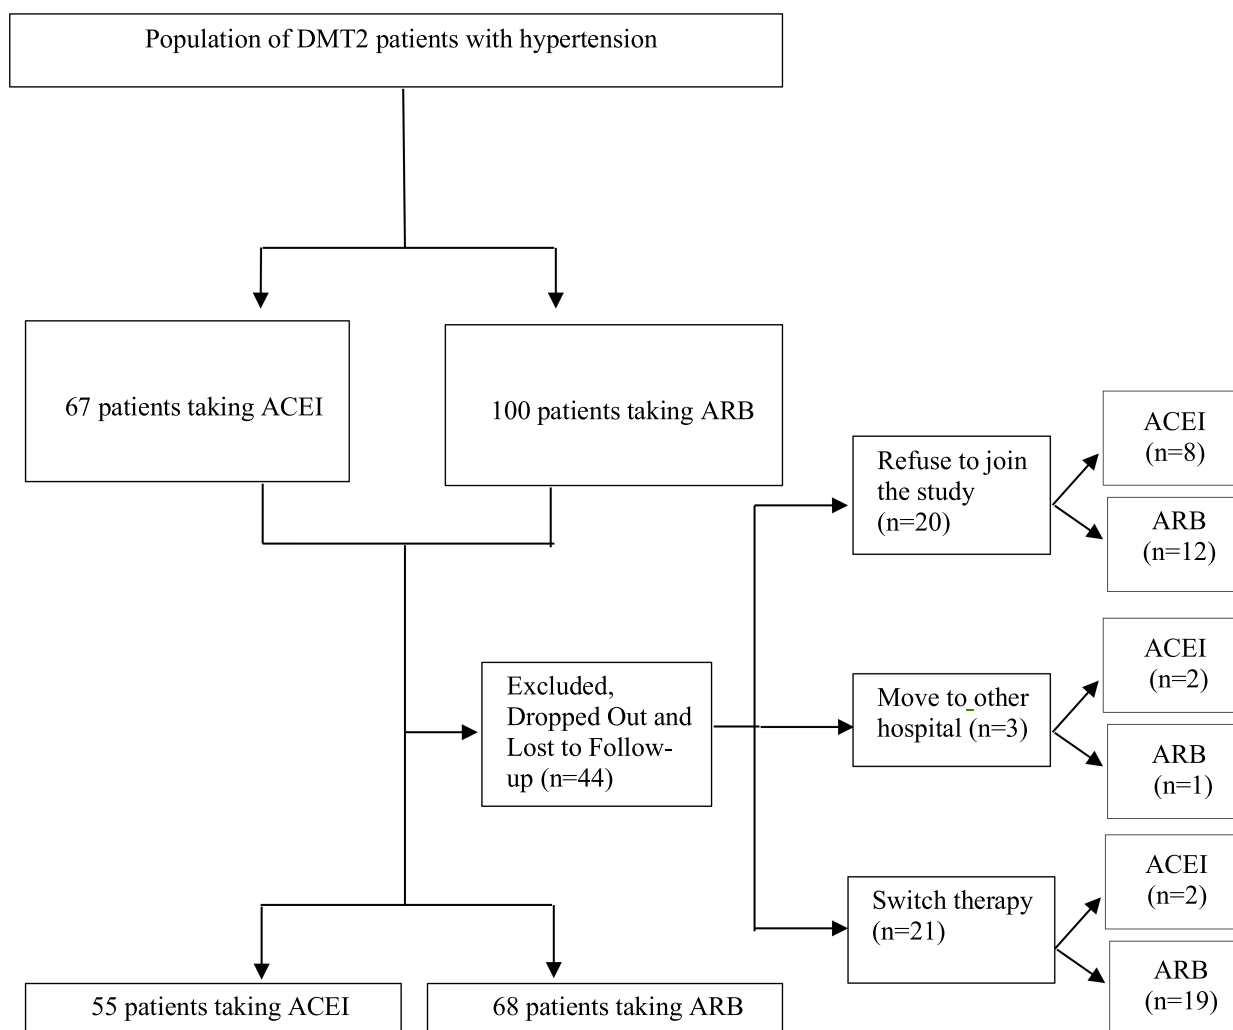 Population of DMT2 patients with hypertension
67 patients taking ACEI
100 patients taking ARB
Refuse to join
the study
(n=20)
ACEI
(n=8)
ARB
(n=12)
Excluded,
Dropped Out and
Lost to Follow-
up (n=44)
Move to other
hospital (n=3)
ACEI
(n=2)
ARB
(n=1)
Switch therapy
(n=21)
ACEI
(n=2)
ARB
(n=19)
55 patients taking ACEI
68 patients taking ARB